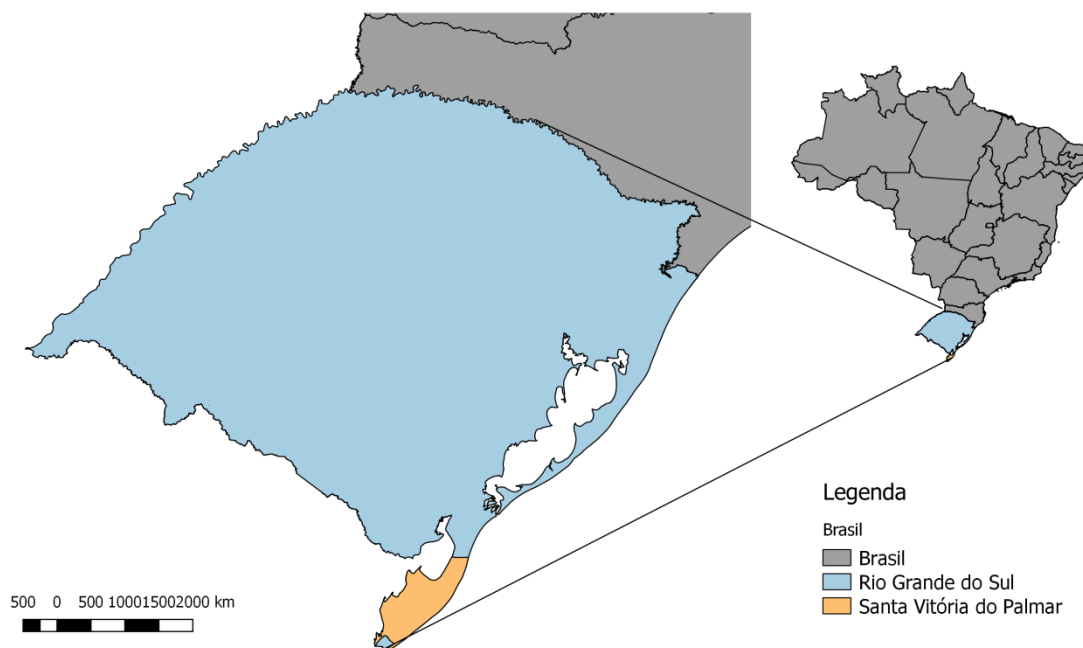 Legenda
Brasil
Brasil
Rio Grande do Sul
Santa Vitória do Palmar
500 0 500 100015002000 km